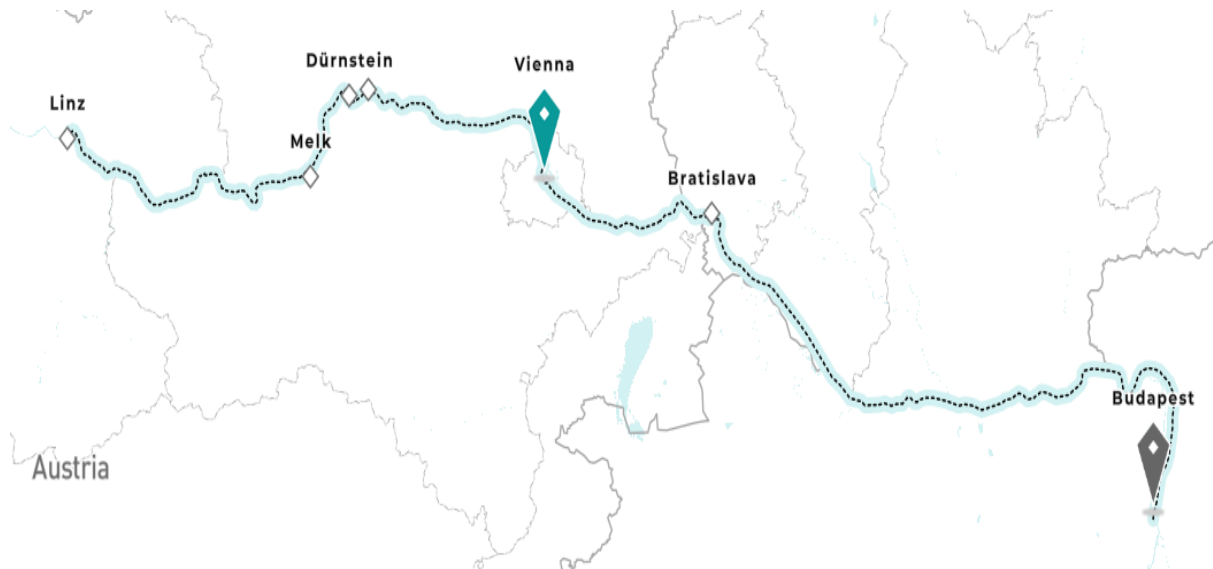 Dürnstein
Vienna
Linz
Melk
Bratislava
Budapest
Austria